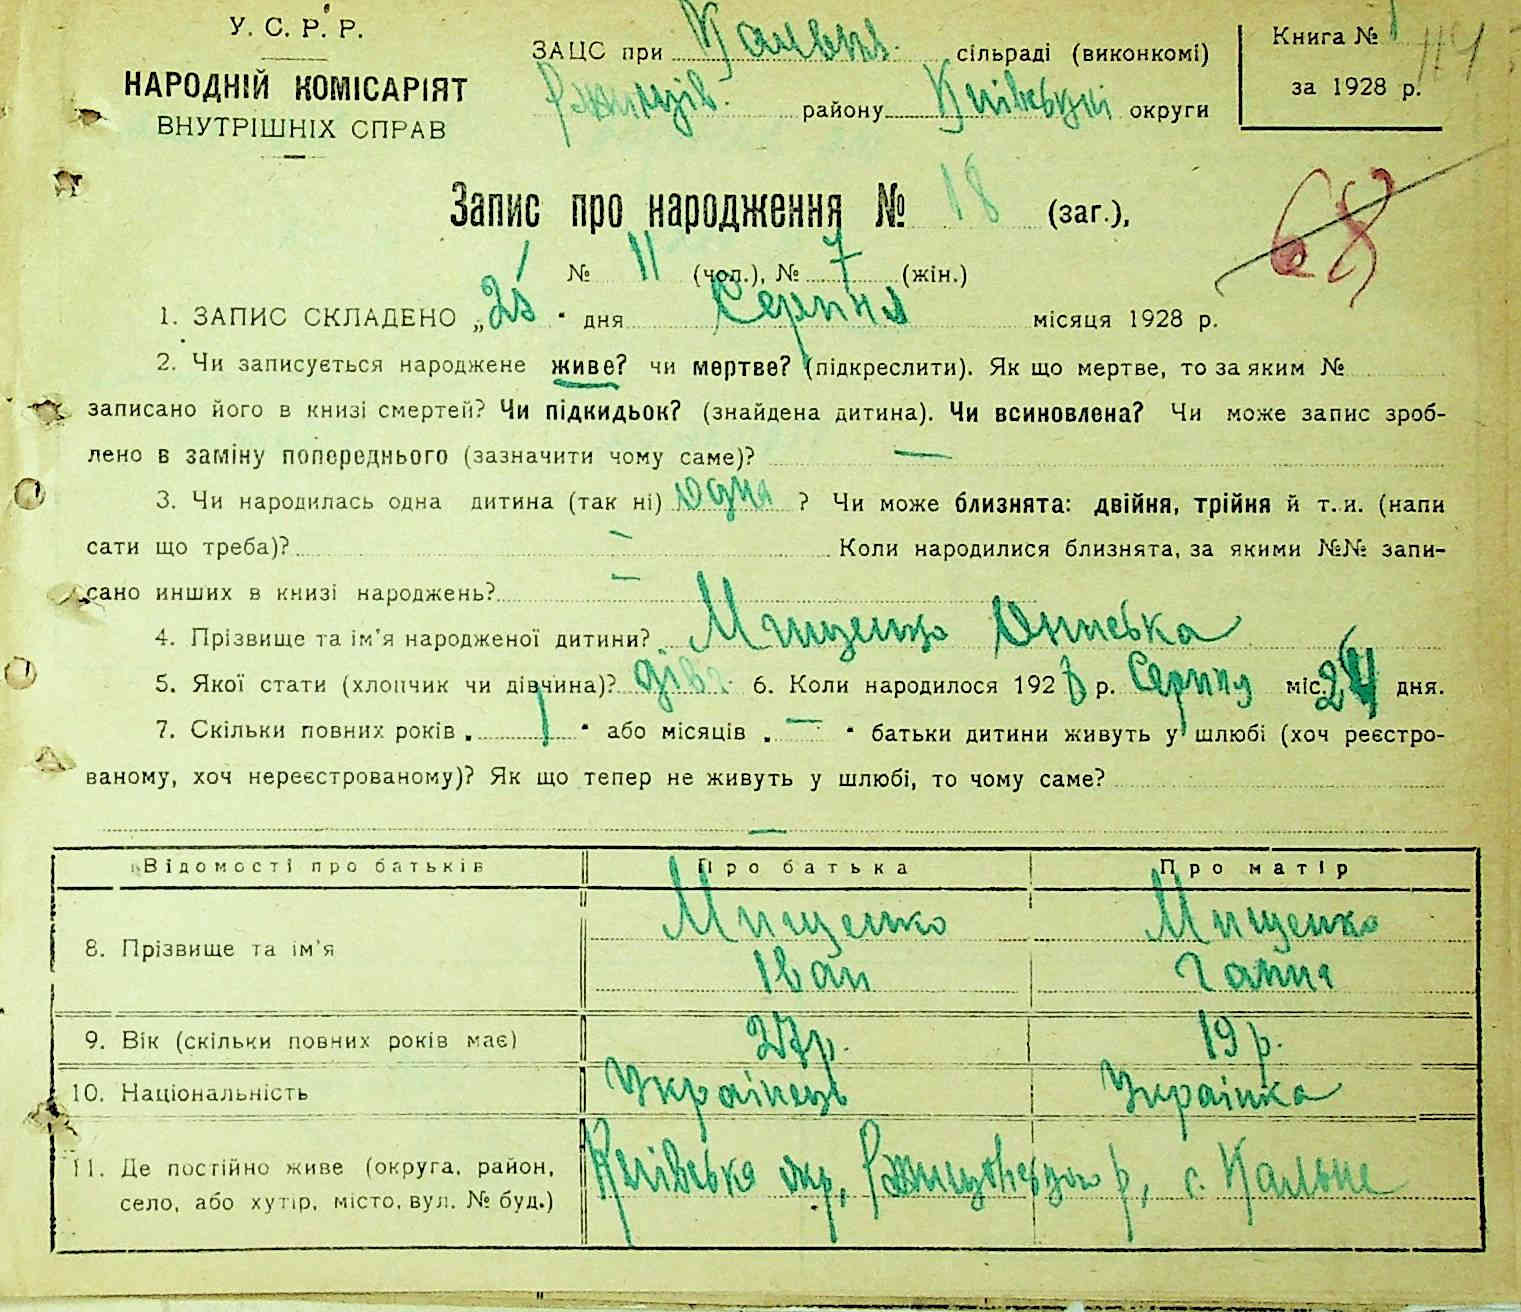 У. С. Р. Р.
НАРОДНІЙ КОМІСАРІЯТ
ВНУТРІШНІХ СПРАВ
ЗАЦС при Кальнен. сільраді (виконкомі)
Ржищів. району Київської округи
Книга № 1
за 1928 р.
114
Запис про народження № 18 (заг.),
68
№ 11 (чол.), № 7 (жін.)
1. ЗАПИС СКЛАДЕНО „25" дня Серпня місяця 1928 р.
2. Чи записується народжене живе? чи мертве? (підкреслити). Як що мертве, то за яким №
записано його в книзі смертей? Чи підкидьок? (знайдена дитина). Чи всиновлена? Чи може запис зроб-
лено в заміну попереднього (зазначити чому саме)? —
3. Чи народилась одна дитина (так ні) одна ? Чи може близнята: двійня, трійня й т. и. (напи
сати що треба)? — Коли народилися близнята, за якими №№ запи-
сано инших в книзі народжень? —
4. Прізвище та ім'я народженої дитини? Мищенко Ониська
5. Якої стати (хлопчик чи дівчина)? дівч. 6. Коли народилося 1928 р. Серпня міс. 24 дня.
7. Скільки повних років „ 1 " або місяців „ — " батьки дитини живуть у шлюбі (хоч реєстро-
ваному, хоч нереєстрованому)? Як що тепер не живуть у шлюбі, то чому саме?
—
Відомості про батьків Про батька Про матір
8. Прізвище та ім'я Мищенко Іван Мищенко Ганна
9. Вік (скільки повних років має) 27 р. 19 р.
10. Національність Українець Українка
11. Де постійно живе (округа, район,
село, або хутір, місто, вул. № буд.) Київська окр, Ржищовського р, с. Кальне